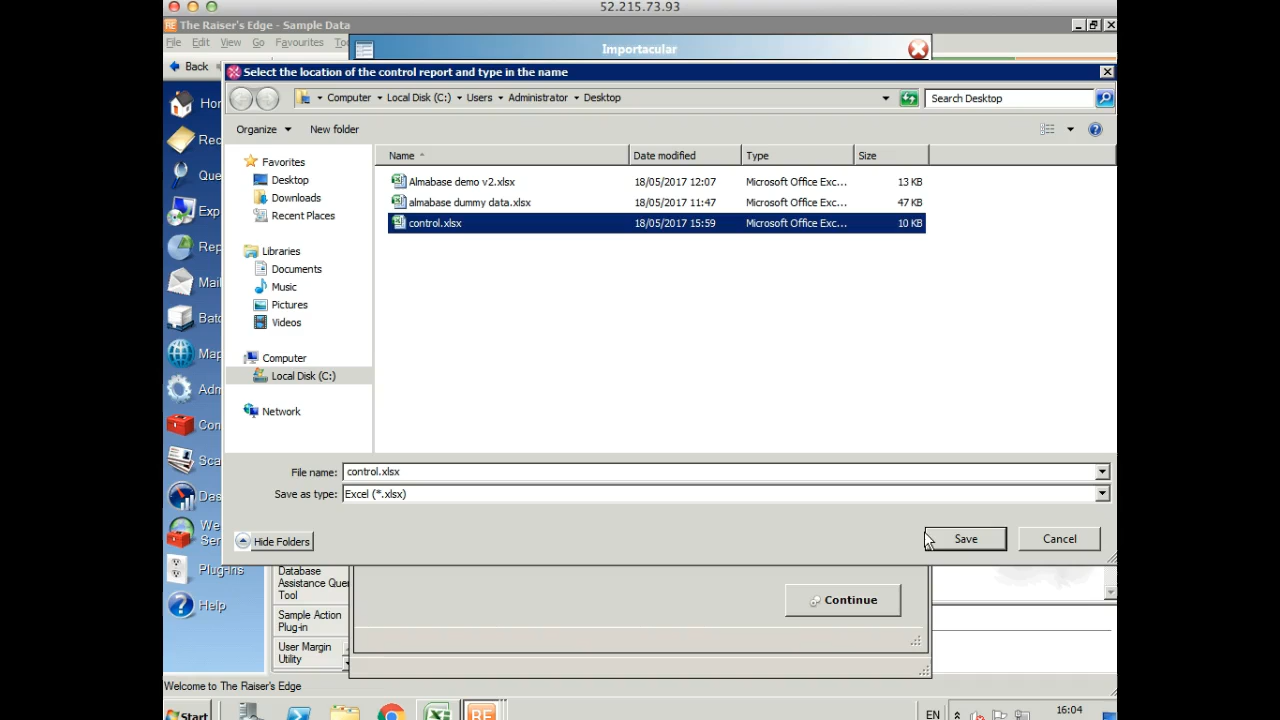 52.215.73.93
The Raiser's Edge - Sample Data
File Edit View Go Favourites
Importacular
Back
Select the location of the control report and type in the name
Computer Local Disk (C:) Users Administrator Desktop
Search Desktop
Organize
New folder
Name
Date modified
Type
Size
Favorites
Desktop
Downloads
Recent Places
Libraries
Documents
Music
Pictures
Videos
Computer
Local Disk (C:)
Network
Almabase demo v2.xlsx 18/05/2017 12:07 Microsoft Office Exc... 13 KB
almabase dummy data.xlsx 18/05/2017 11:47 Microsoft Office Exc... 47 KB
control.xlsx 18/05/2017 15:59 Microsoft Office Exc... 10 KB
File name: control.xlsx
Save as type: Excel (*.xlsx)
Hide Folders
Save
Cancel
Plug-Ins
Help
Database
Assistance Que
Tool
Sample Action
Plug-in
User Margin
Utility
Continue
Welcome to The Raiser's Edge
Start
RE
EN
16:04